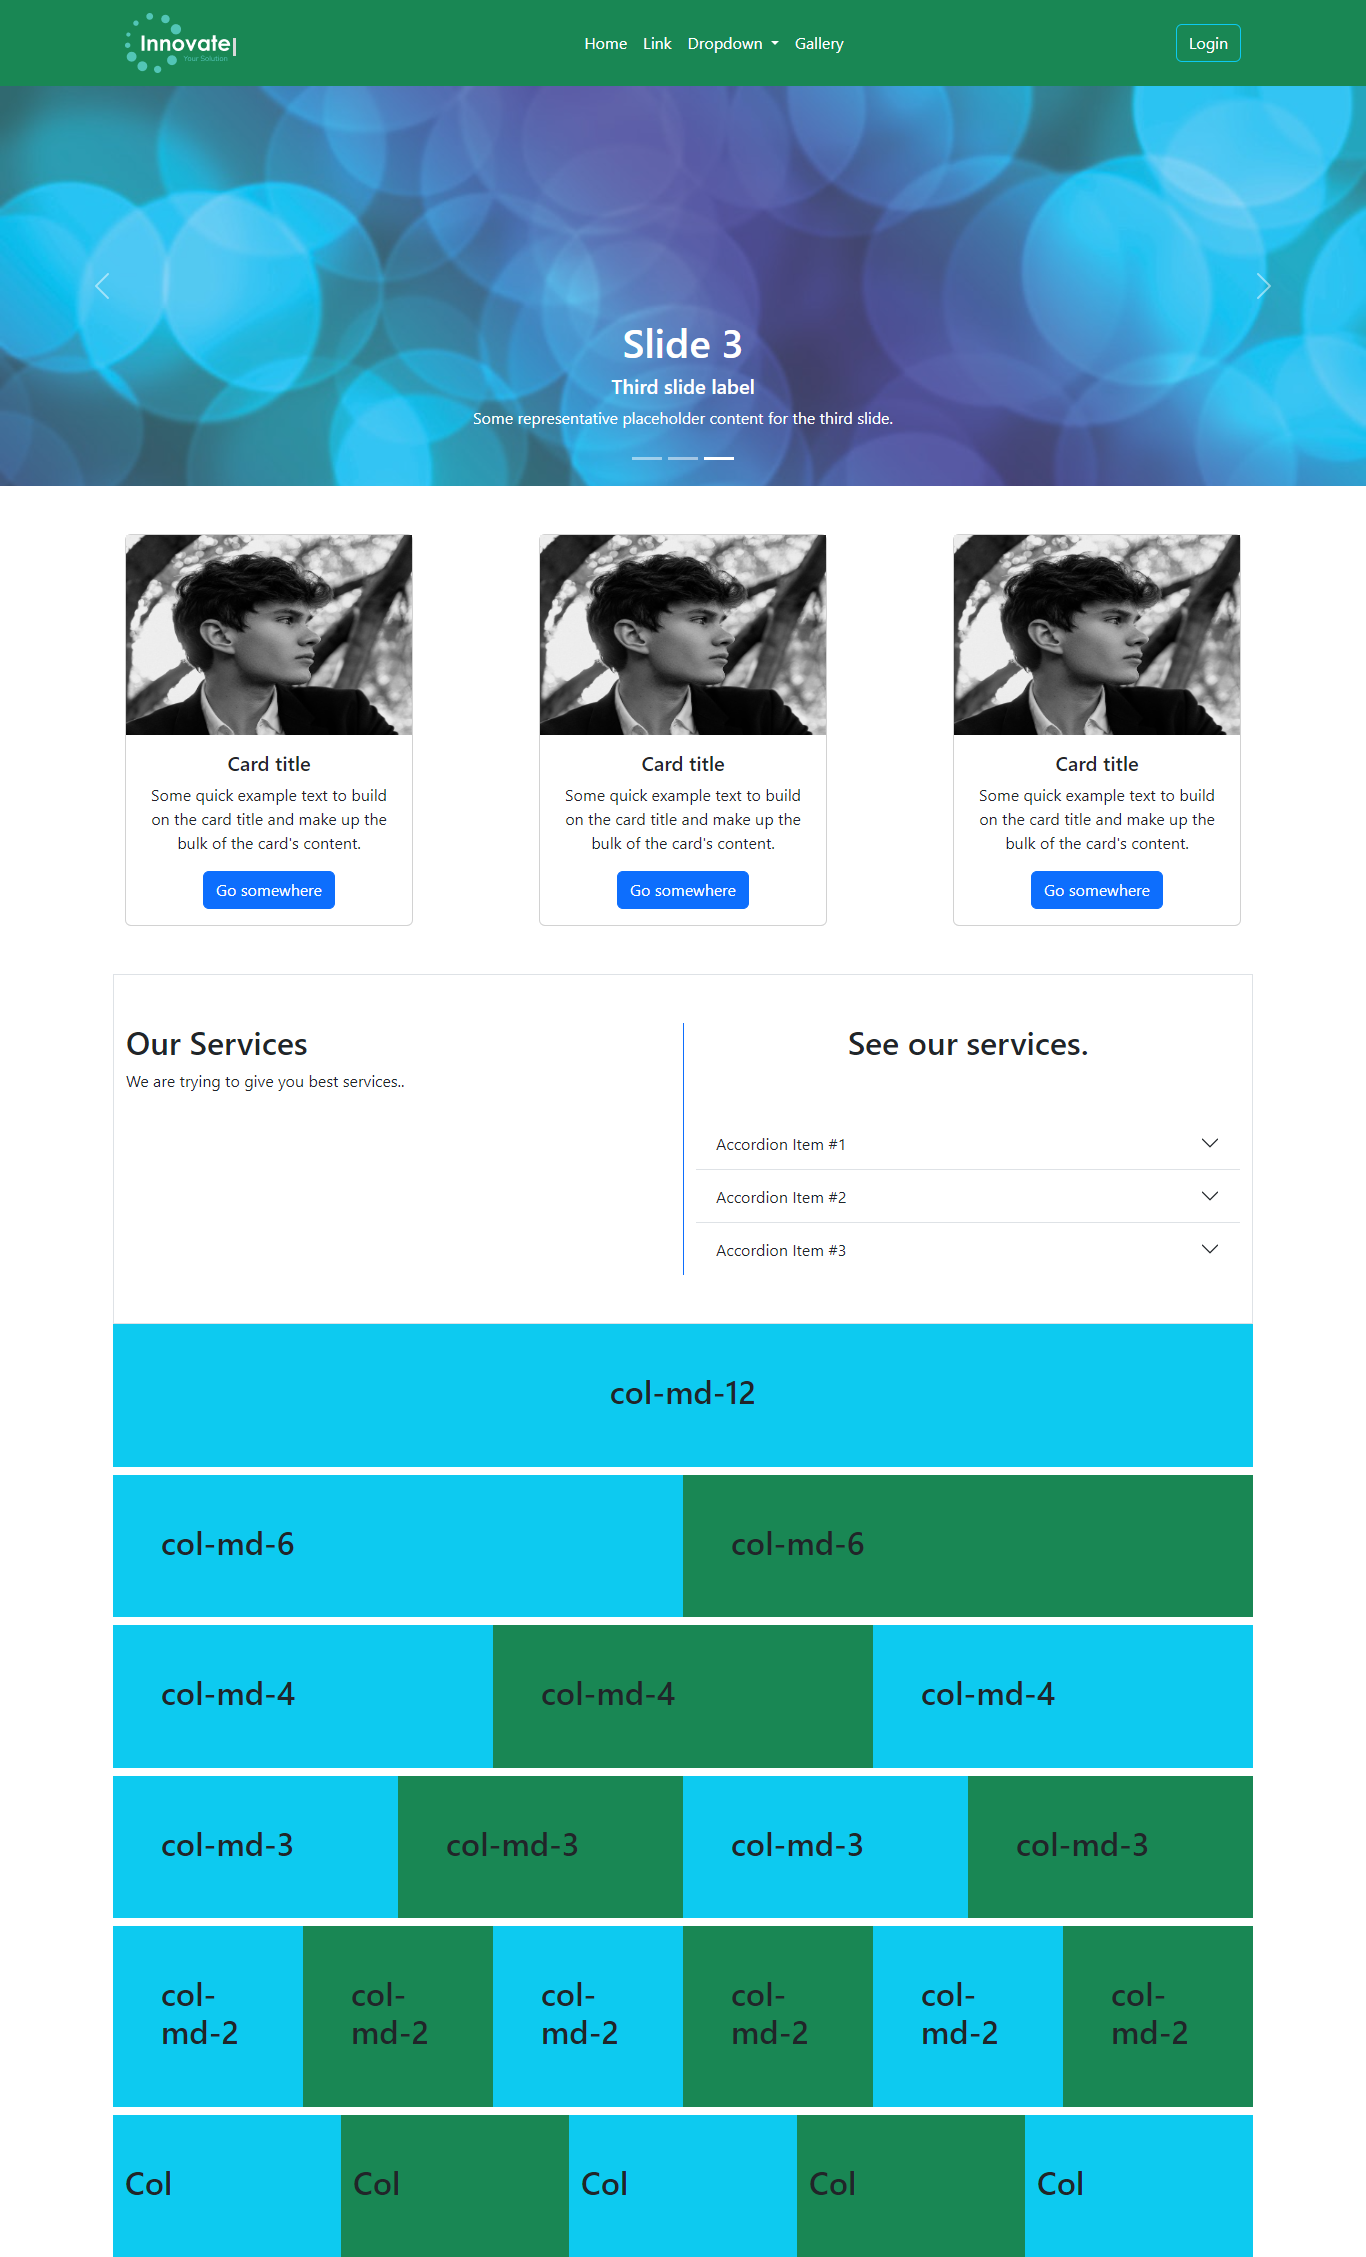 Innovate
Your Solution
Home Link Dropdown Gallery
Login
Slide 3
Third slide label
Some representative placeholder content for the third slide.
Card title
Some quick example text to build
on the card title and make up the
bulk of the card's content.
Go somewhere
Card title
Some quick example text to build
on the card title and make up the
bulk of the card's content.
Go somewhere
Card title
Some quick example text to build
on the card title and make up the
bulk of the card's content.
Go somewhere
Our Services
We are trying to give you best services..
See our services.
Accordion Item #1
Accordion Item #2
Accordion Item #3
col-md-12
col-md-6
col-md-6
col-md-4
col-md-4
col-md-4
col-md-3
col-md-3
col-md-3
col-md-3
col-
md-2
col-
md-2
col-
md-2
col-
md-2
col-
md-2
col-
md-2
Col
Col
Col
Col
Col